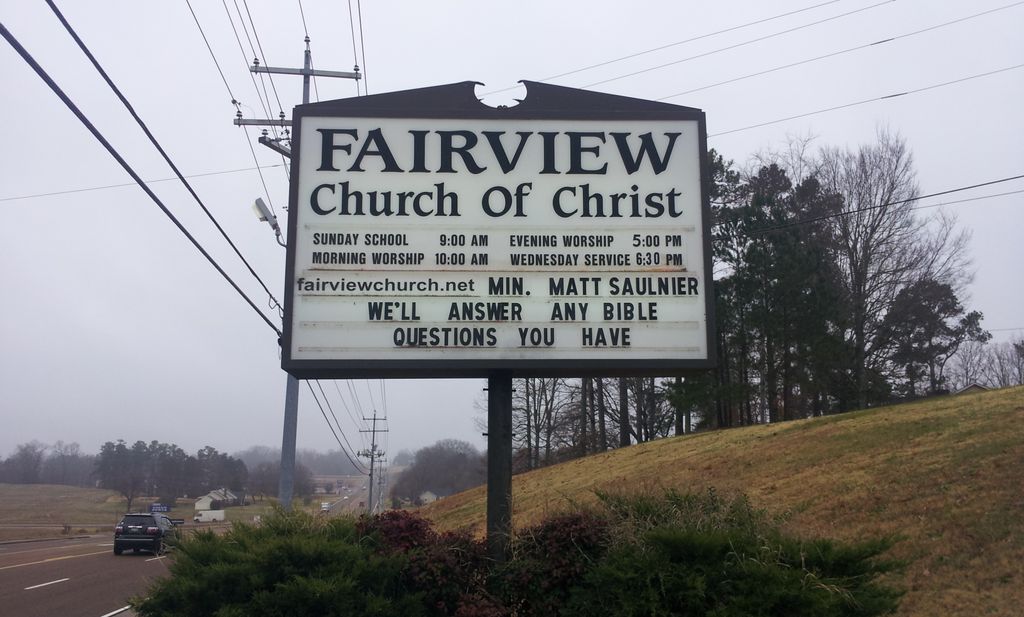 FAIRVIEW
Church Of Christ
SUNDAY SCHOOL 9:00 AM EVENING WORSHIP 5:00 PM
MORNING WORSHIP 10:00 AM WEDNESDAY SERVICE 6:30 PM
fairviewchurch.net MIN. MATT SAULNIER
WE'LL ANSWER ANY BIBLE
QUESTIONS YOU HAVE